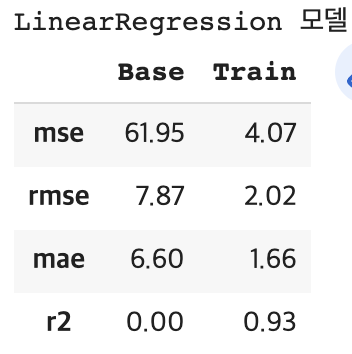 LinearRegression 모델
Base Train
mse 61.95 4.07
rmse 7.87 2.02
mae 6.60 1.66
r2 0.00 0.93